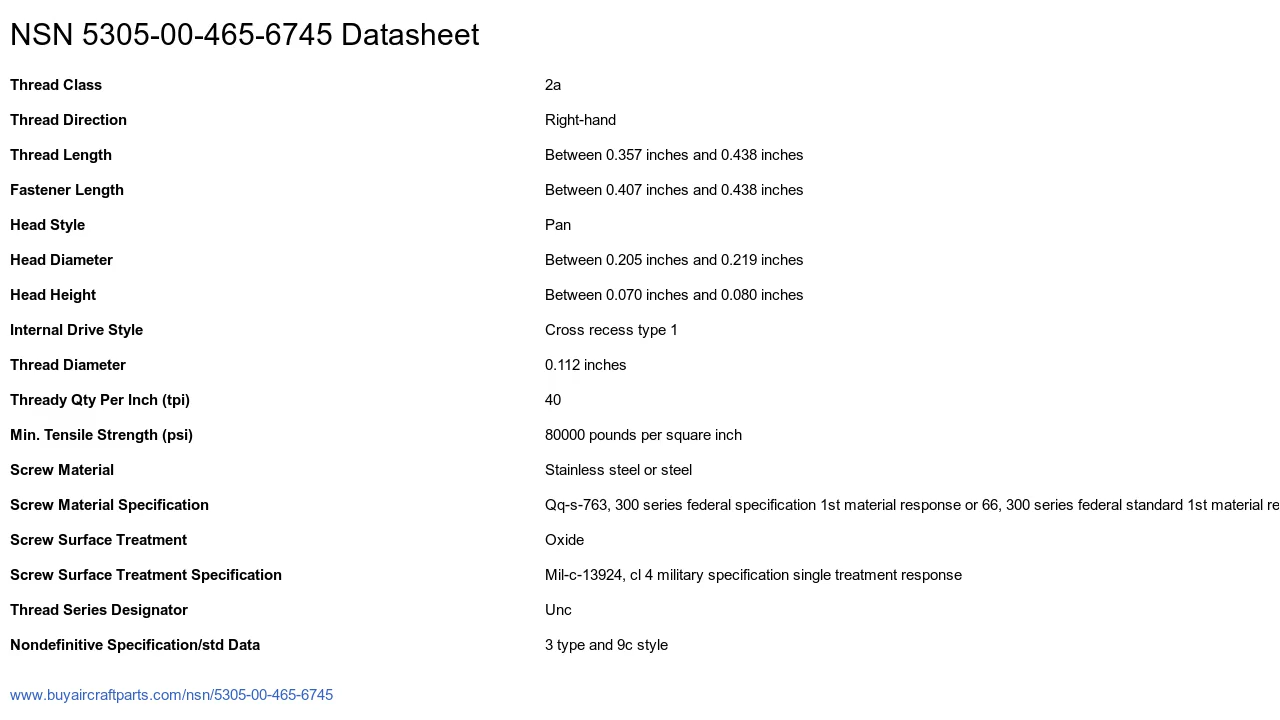 NSN 5305-00-465-6745 Datasheet
Thread Class 2a
Thread Direction Right-hand
Thread Length Between 0.357 inches and 0.438 inches
Fastener Length Between 0.407 inches and 0.438 inches
Head Style Pan
Head Diameter Between 0.205 inches and 0.219 inches
Head Height Between 0.070 inches and 0.080 inches
Internal Drive Style Cross recess type 1
Thread Diameter 0.112 inches
Thready Qty Per Inch (tpi) 40
Min. Tensile Strength (psi) 80000 pounds per square inch
Screw Material Stainless steel or steel
Screw Material Specification Qq-s-763, 300 series federal specification 1st material response or 66, 300 series federal standard 1st material re
Screw Surface Treatment Oxide
Screw Surface Treatment Specification Mil-c-13924, cl 4 military specification single treatment response
Thread Series Designator Unc
Nondefinitive Specification/std Data 3 type and 9c style
www.buyaircraftparts.com/nsn/5305-00-465-6745